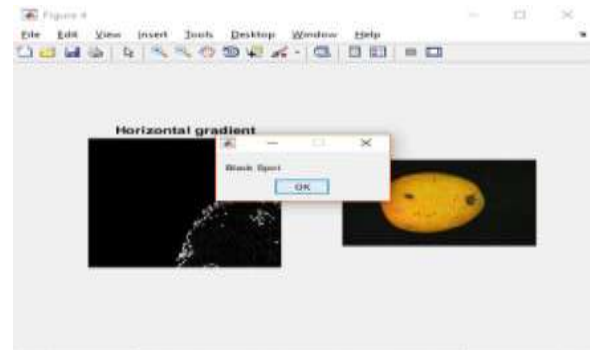 Figure 4
File Edit View Insert Tools Desktop Window Help
Horizontal gradient
Black Spot
OK